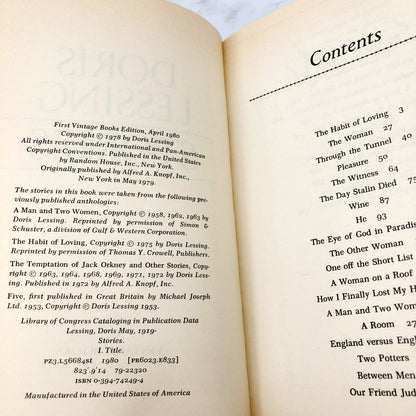 First Vintage Books Edition, April 1980
Copyright © 1978 by Doris Lessing
All rights reserved under International and Pan-American
Copyright Conventions. Published in the United States
by Random House, Inc., New York.
Originally published by Alfred A. Knopf, Inc.,
New York in May 1979.
The stories in this book were taken from the following pre-
viously published anthologies:
A Man and Two Women, Copyright © 1958, 1962, 1963 by
Doris Lessing. Reprinted by permission of Simon &
Schuster, a division of Gulf & Western Corporation.
The Habit of Loving, Copyright © 1975 by Doris Lessing.
Reprinted by permission of Thomas Y. Crowell, Publishers.
The Temptation of Jack Orkney and Other Stories, Copy-
right © 1963, 1964, 1968, 1969, 1971, 1972 by Doris Less-
ing. Published in 1972 by Alfred A. Knopf, Inc.
Five, first published in Great Britain by Michael Joseph
Ltd. 1953, Copyright © Doris Lessing 1953.
Library of Congress Cataloging in Publication Data
Lessing, Doris May, 1919-
Stories.
I. Title.
PZ3.L56684st 1980 [PR6023.E833]
823'.9'14 79-22320
ISBN 0-394-74249-4
Manufactured in the United States of America
Contents
The Habit of Loving 3
The Woman 27
Through the Tunnel 40
Pleasure 50
The Witness 64
The Day Stalin Died 75
Wine 87
He 93
The Eye of God in Paradis
The Other Woman
One off the Short List
A Woman on a Roof
How I Finally Lost My H
A Man and Two Women
A Room 27
England versus Engl
Two Potters
Between Men
Our Friend Jud